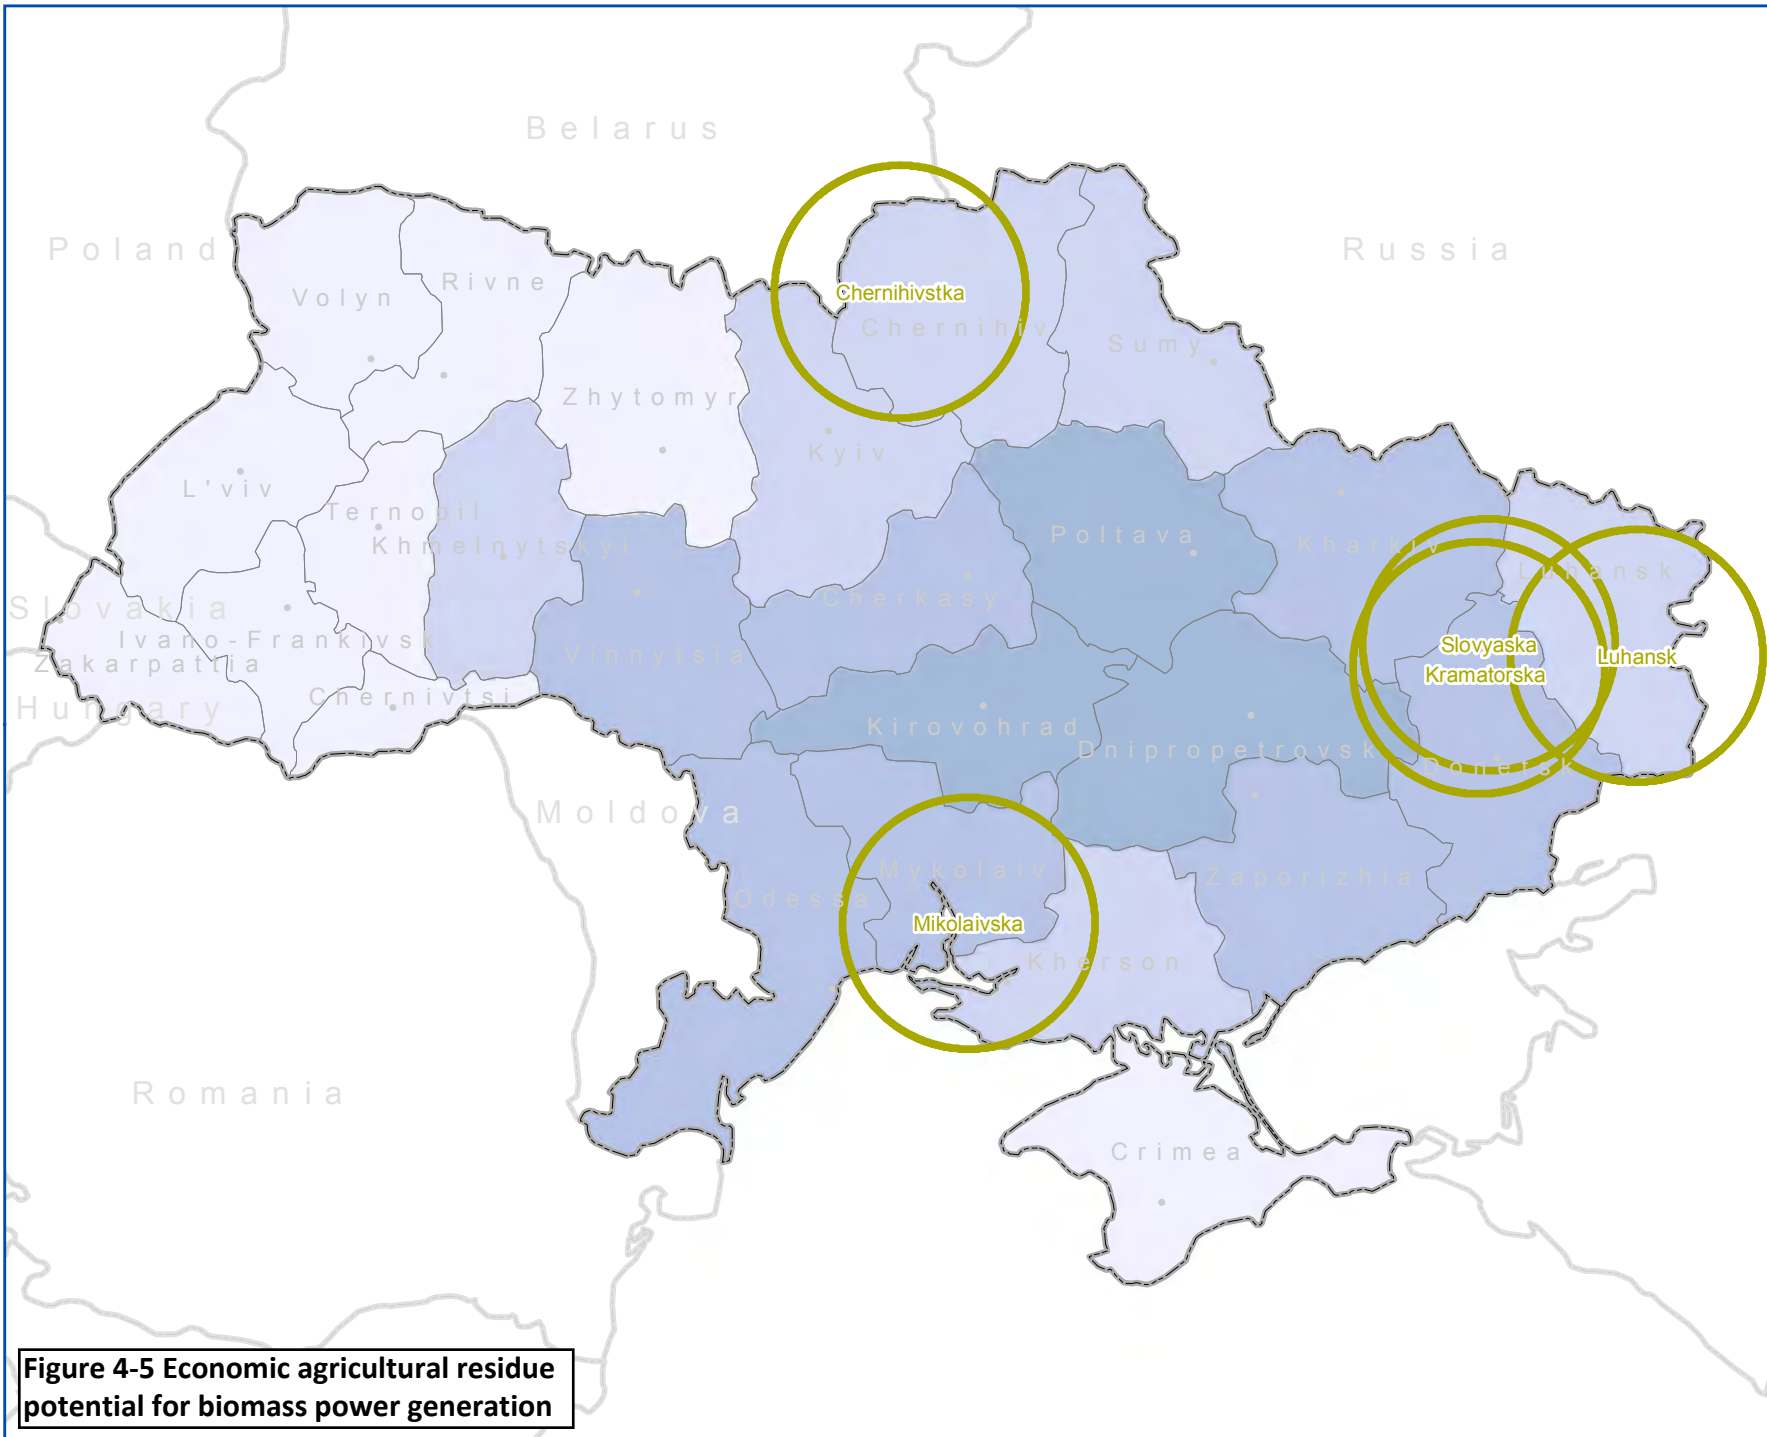 Belarus
Poland
Russia
Volyn
Rivne
Chernihivstka
Chernihiv
Sumy
Zhytomyr
Kyiv
L'viv
Ternopil
Khmelnytskyi
Poltava
Kharkiv
Luhansk
Slovakia
Ivano-Frankivsk
Zakarpattia
Cherkasy
Vinnytsia
Slovyaska
Kramatorska
Luhansk
Chernivtsi
Hungary
Kirovohrad
Dnipropetrovsk
Donetsk
Moldova
Mykolaiv
Odessa
Zaporizhia
Mikolaivska
Kherson
Romania
Crimea
Figure 4-5 Economic agricultural residue
potential for biomass power generation